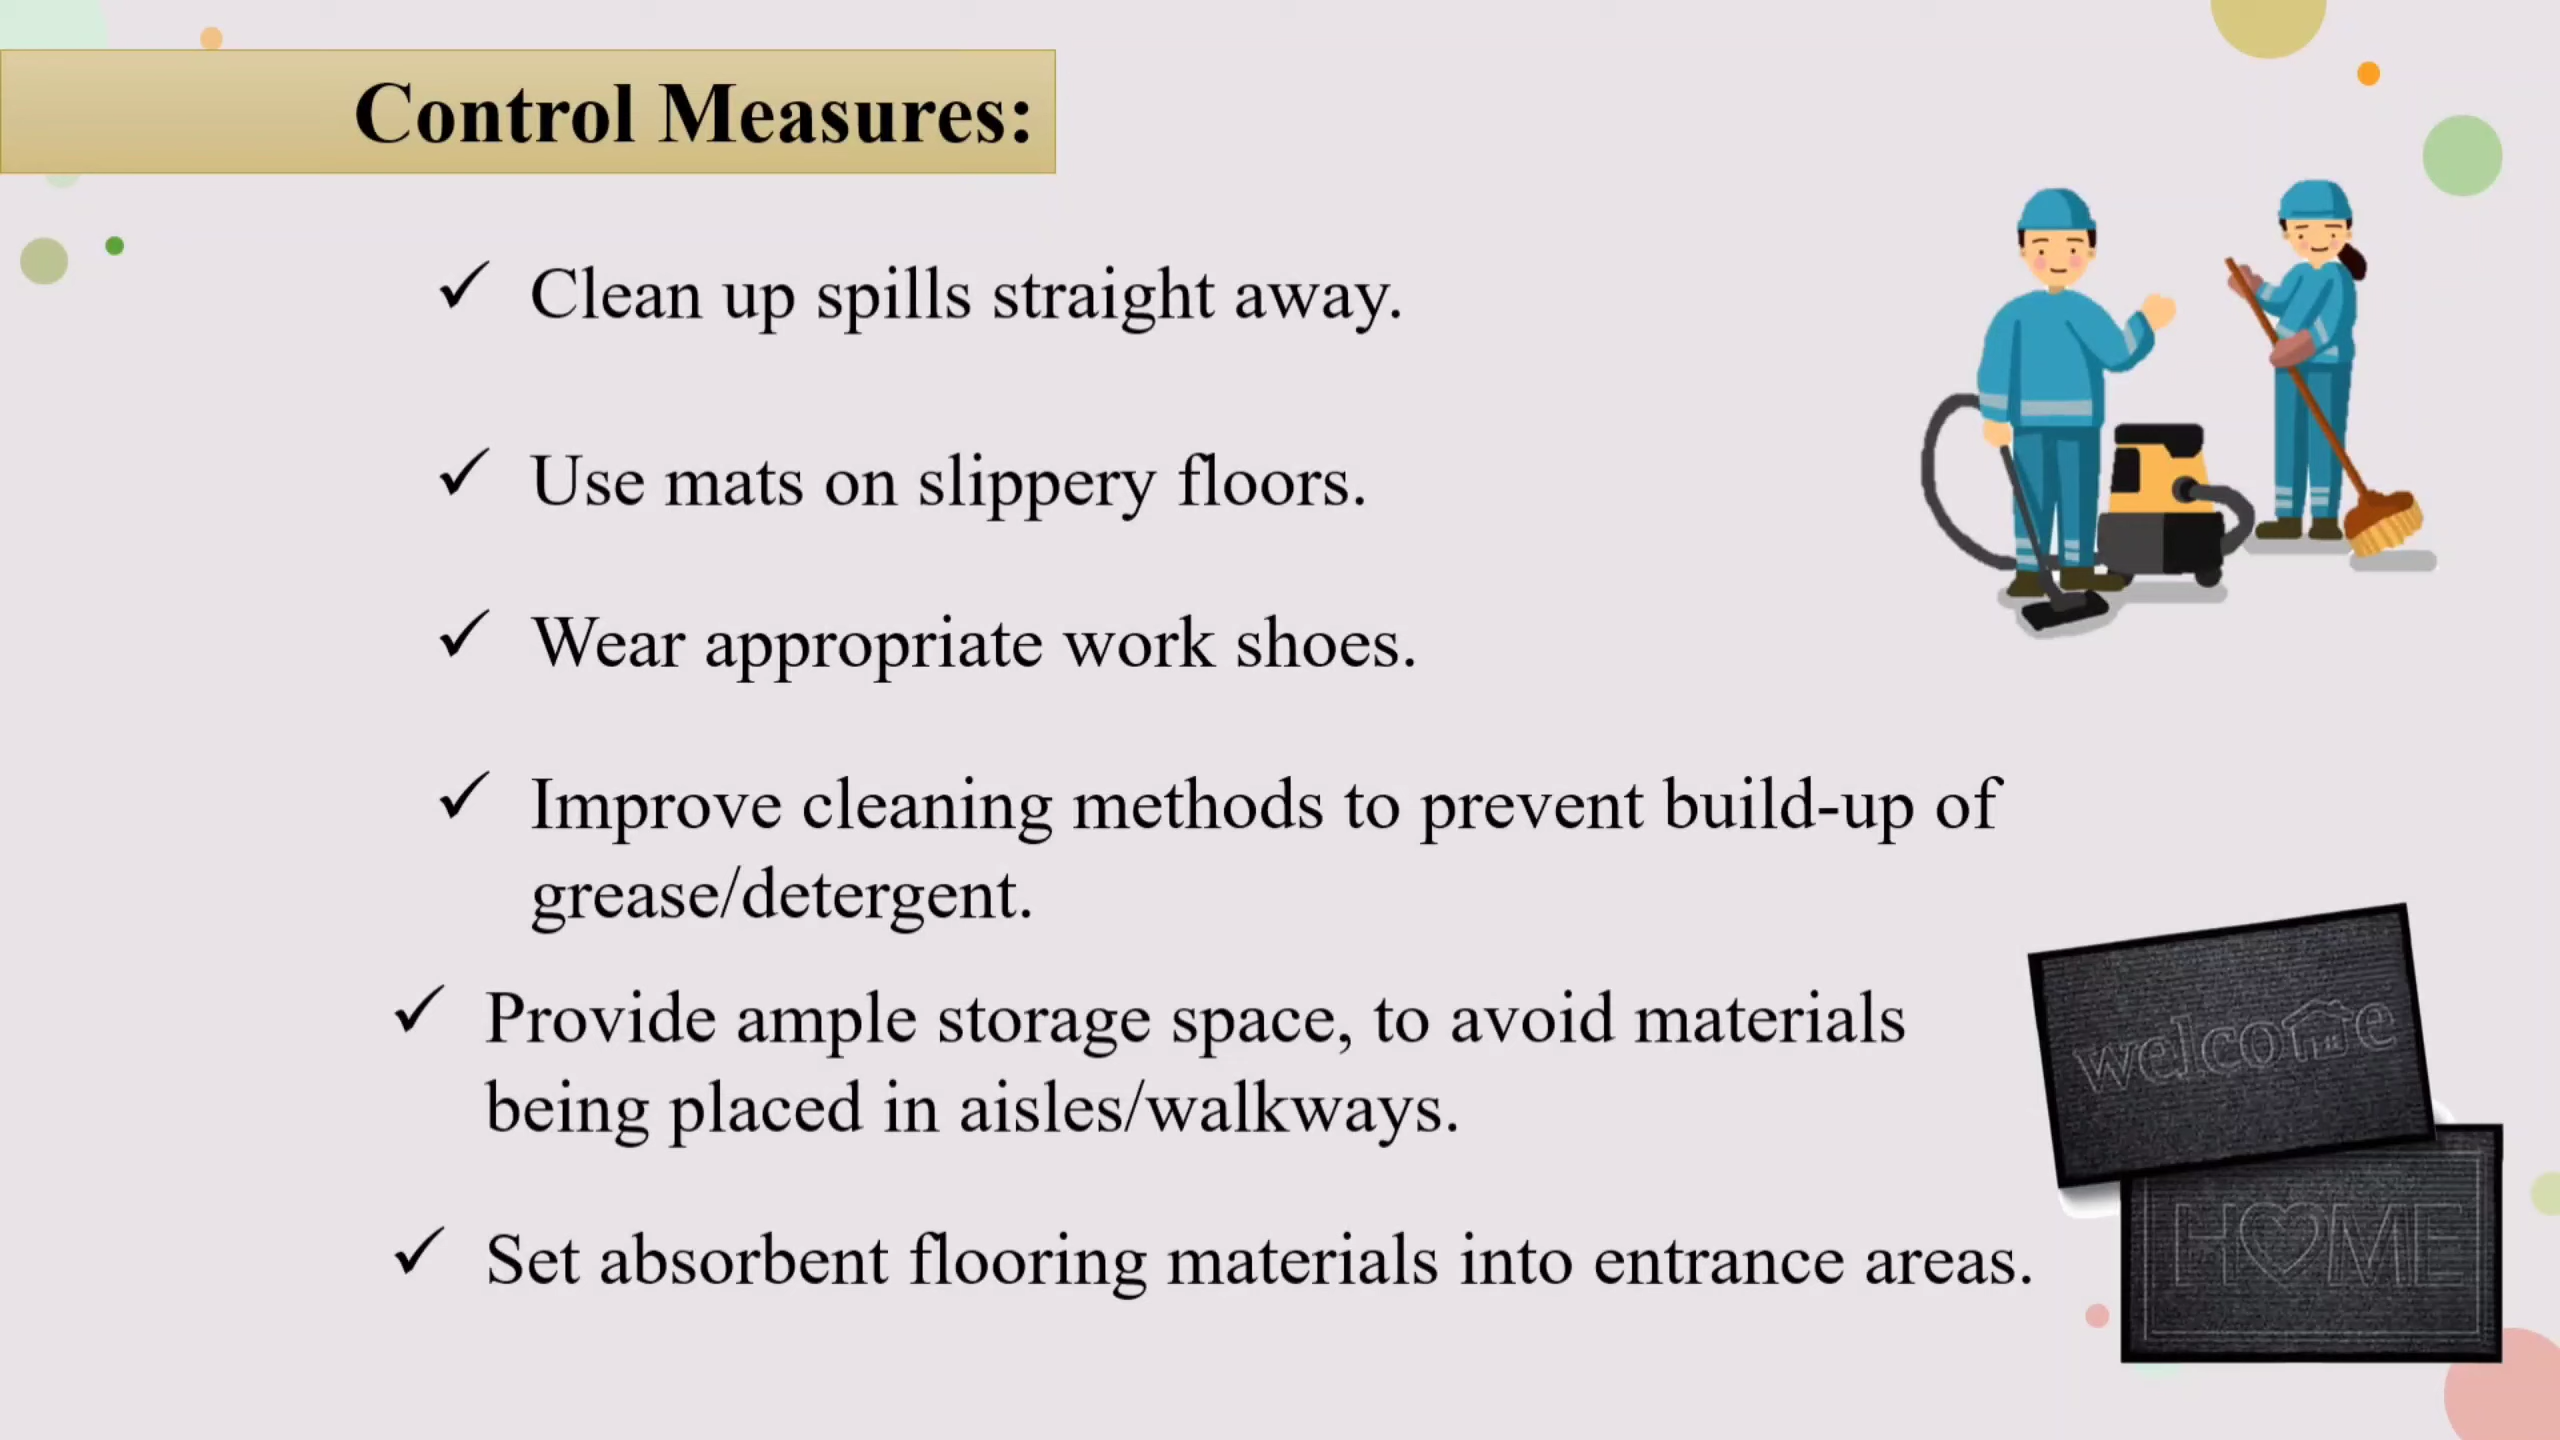 Control Measures:
✓ Clean up spills straight away.
✓ Use mats on slippery floors.
✓ Wear appropriate work shoes.
✓ Improve cleaning methods to prevent build-up of
grease/detergent.
✓ Provide ample storage space, to avoid materials
being placed in aisles/walkways.
✓ Set absorbent flooring materials into entrance areas.
welcome
HOME